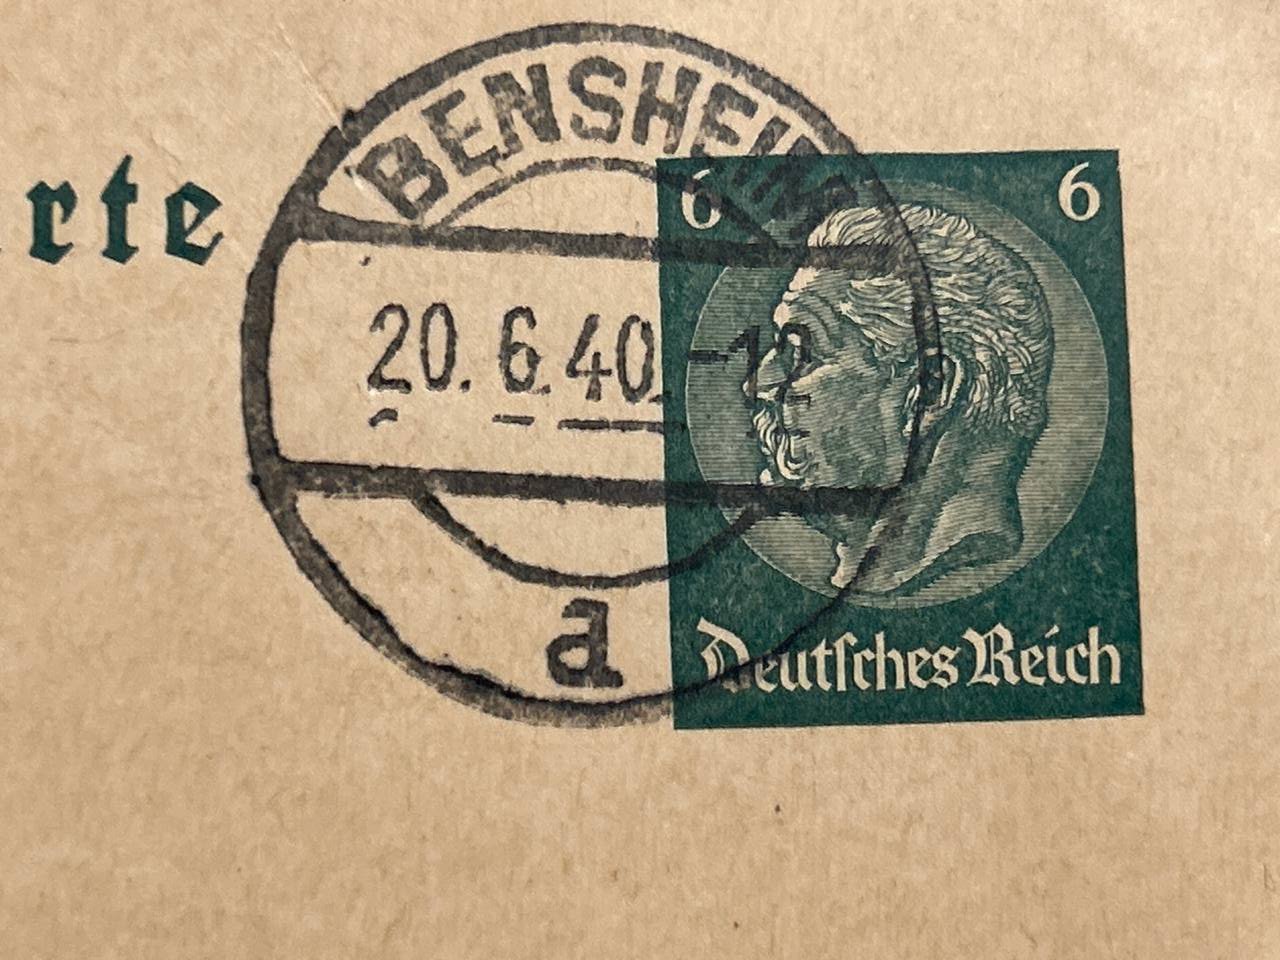 BENSHEIM
6 6
rte
20. 6. 40. -12
a
Deutſches Reich